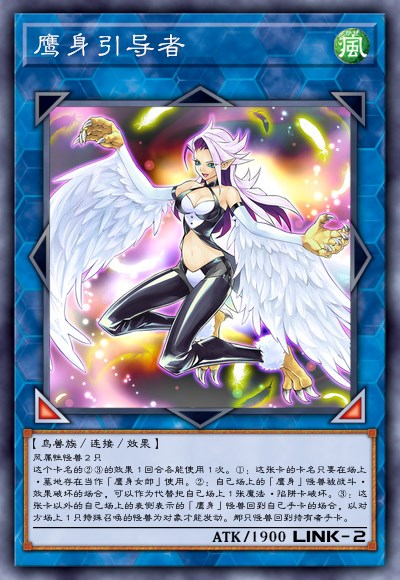 鹰身引导者
風
【鸟兽族/连接/效果】
风属性怪兽2只
这个卡名的②③的效果1回合各能使用1次。①：这张卡的卡名只要在场上
·墓地存在当作「鹰身女郎」使用。②：自己场上的「鹰身」怪兽被战斗·
效果破坏的场合，可以作为代替把自己场上1张魔法·陷阱卡破坏。③：这
张卡以外的自己场上的表侧表示的「鹰身」怪兽回到自己手卡的场合，以对
方场上1只特殊召唤的怪兽为对象才能发动。那只怪兽回到持有者手卡。
ATK/1900 LINK-2